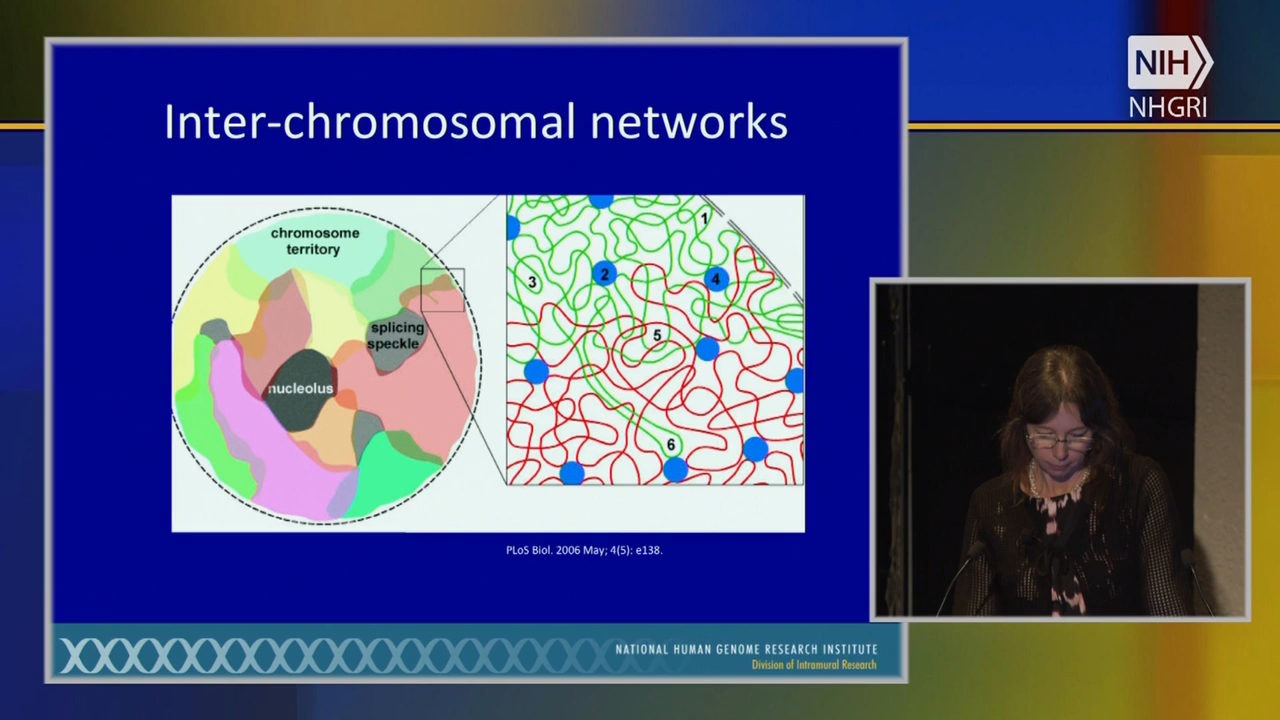 NIH
NHGRI
Inter-chromosomal networks
chromosome
territory
splicing
speckle
nucleolus
1
2
3
4
5
6
PLoS Biol. 2006 May; 4(5): e138.
NATIONAL HUMAN GENOME RESEARCH INSTITUTE
Division of Intramural Research